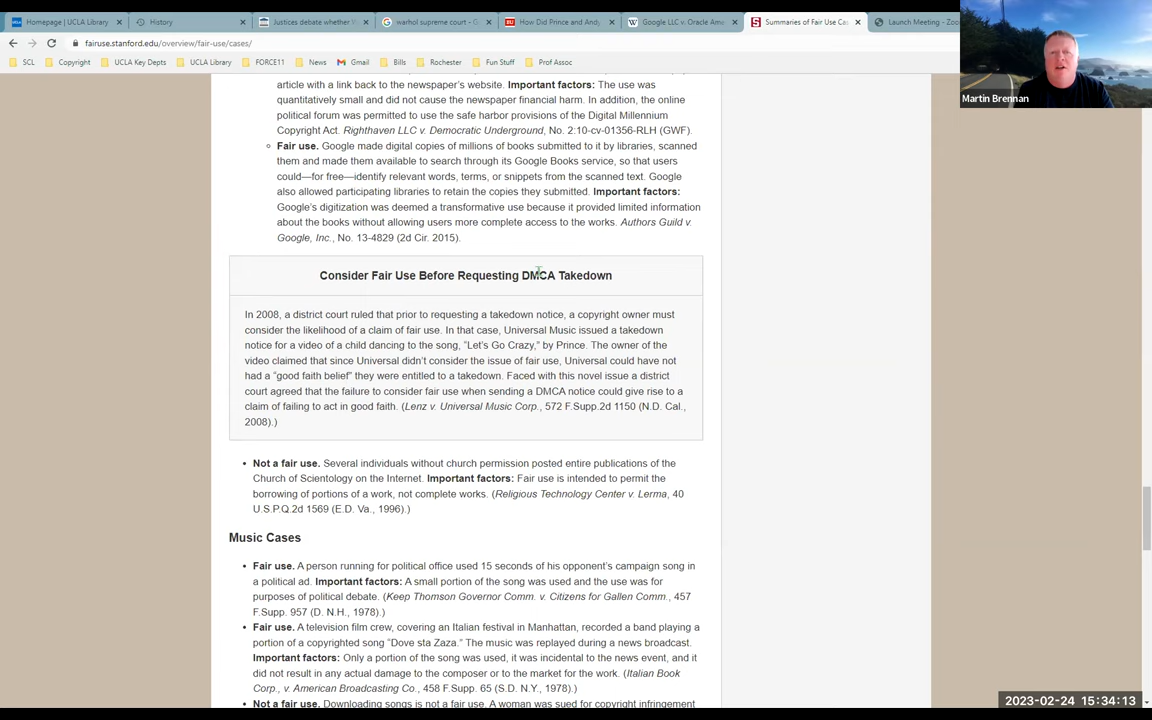 Homepage | UCLA Library
History
Justices debate whether W
warhol supreme court - G
How Did Prince and Andy
Google LLC v. Oracle Ame
Summaries of Fair Use Cas
Launch Meeting - Zoo
fairuse.stanford.edu/overview/fair-use/cases/
SCL
Copyright
UCLA Key Depts
UCLA Library
FORCE11
News
Gmail
Bills
Rochester
Fun Stuff
Prof Assoc
Martin Brennan
article with a link back to the newspaper's website. Important factors: The use was
quantitatively small and did not cause the newspaper financial harm. In addition, the online
political forum was permitted to use the safe harbor provisions of the Digital Millennium
Copyright Act. Righthaven LLC v. Democratic Underground, No. 2:10-cv-01356-RLH (GWF).
Fair use. Google made digital copies of millions of books submitted to it by libraries, scanned
them and made them available to search through its Google Books service, so that users
could—for free—identify relevant words, terms, or snippets from the scanned text. Google
also allowed participating libraries to retain the copies they submitted. Important factors:
Google's digitization was deemed a transformative use because it provided limited information
about the books without allowing users more complete access to the works. Authors Guild v.
Google, Inc., No. 13-4829 (2d Cir. 2015).
Consider Fair Use Before Requesting DMCA Takedown
In 2008, a district court ruled that prior to requesting a takedown notice, a copyright owner must
consider the likelihood of a claim of fair use. In that case, Universal Music issued a takedown
notice for a video of a child dancing to the song, "Let's Go Crazy," by Prince. The owner of the
video claimed that since Universal didn't consider the issue of fair use, Universal could have not
had a "good faith belief" they were entitled to a takedown. Faced with this novel issue a district
court agreed that the failure to consider fair use when sending a DMCA notice could give rise to a
claim of failing to act in good faith. (Lenz v. Universal Music Corp., 572 F.Supp.2d 1150 (N.D. Cal.,
2008).)
Not a fair use. Several individuals without church permission posted entire publications of the
Church of Scientology on the Internet. Important factors: Fair use is intended to permit the
borrowing of portions of a work, not complete works. (Religious Technology Center v. Lerma, 40
U.S.P.Q.2d 1569 (E.D. Va., 1996).)
Music Cases
Fair use. A person running for political office used 15 seconds of his opponent's campaign song in
a political ad. Important factors: A small portion of the song was used and the use was for
purposes of political debate. (Keep Thomson Governor Comm. v. Citizens for Gallen Comm., 457
F.Supp. 957 (D. N.H., 1978).)
Fair use. A television film crew, covering an Italian festival in Manhattan, recorded a band playing a
portion of a copyrighted song "Dove sta Zaza." The music was replayed during a news broadcast.
Important factors: Only a portion of the song was used, it was incidental to the news event, and it
did not result in any actual damage to the composer or to the market for the work. (Italian Book
Corp., v. American Broadcasting Co., 458 F.Supp. 65 (S.D. N.Y., 1978).)
Not a fair use. Downloading songs is not a fair use. A woman was sued for copyright infringement
2023-02-24 15:34:13